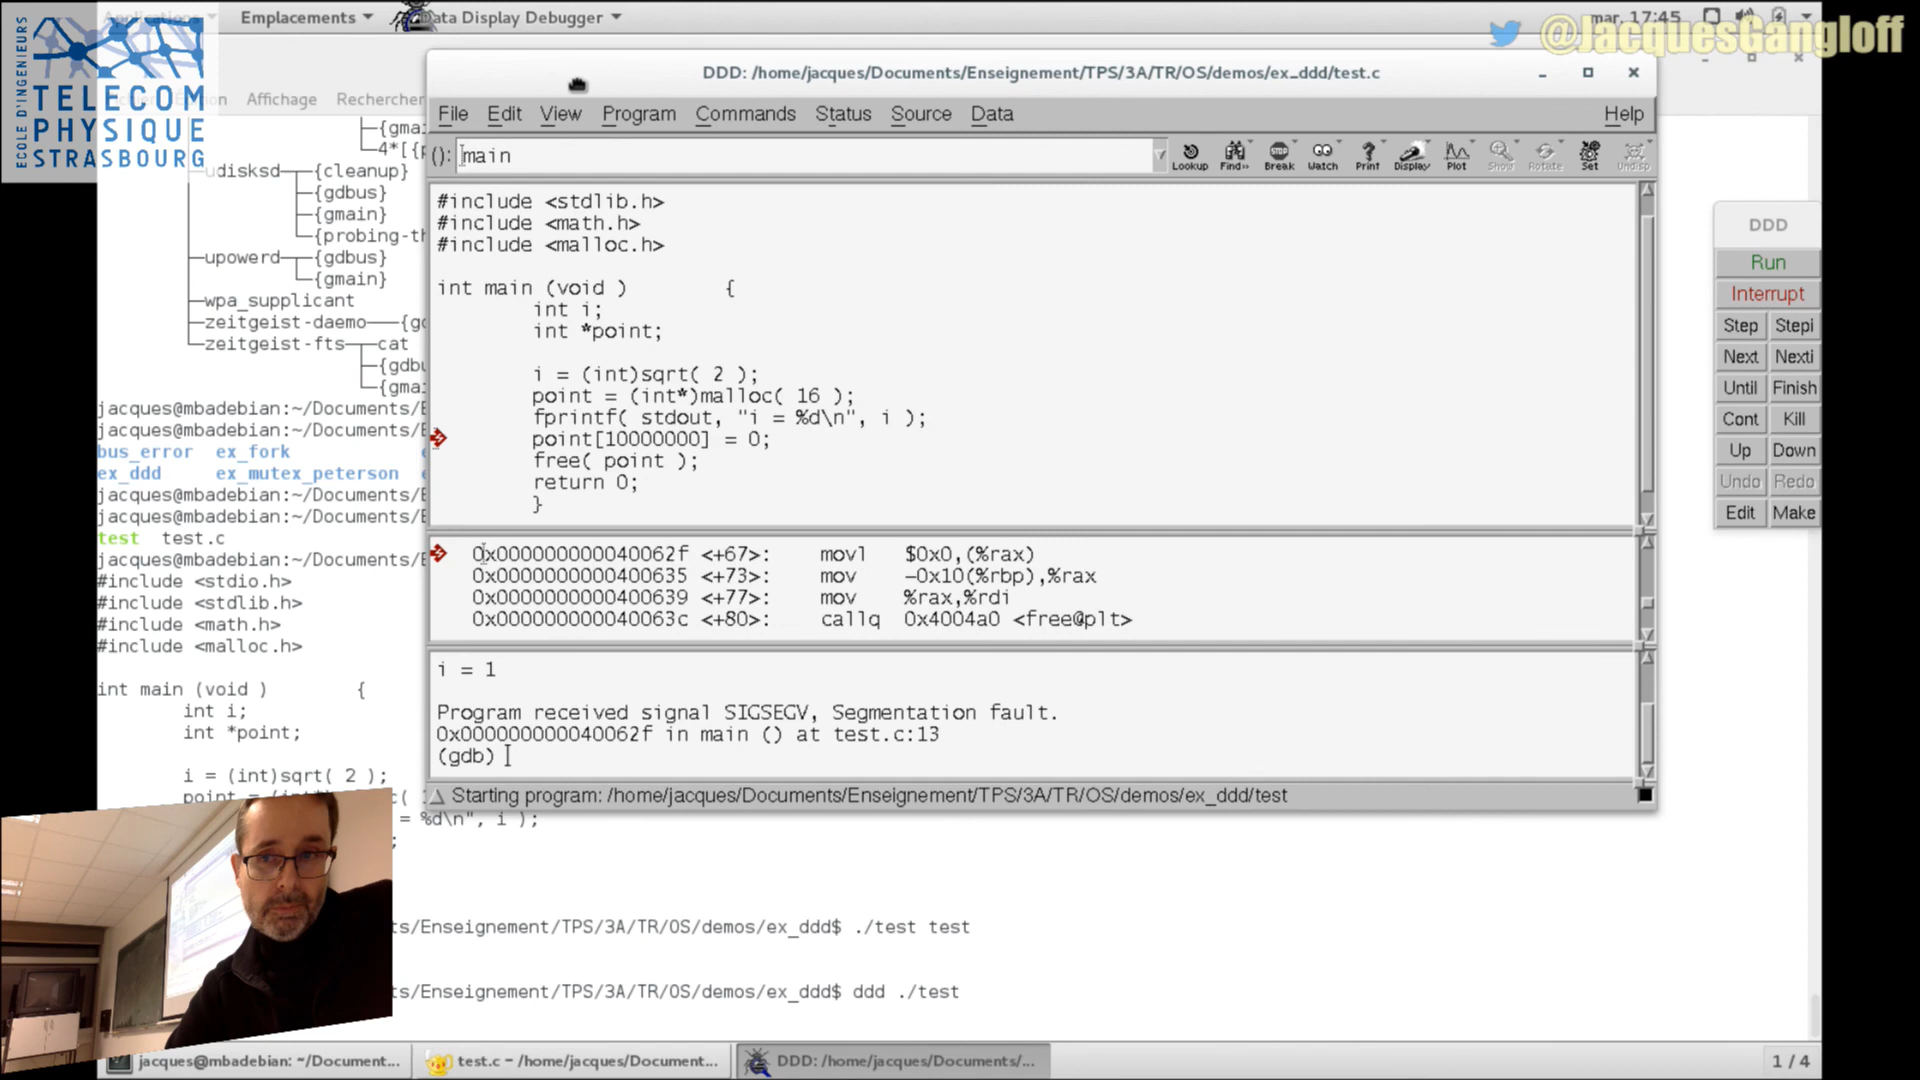 Emplacements
Data Display Debugger
mar. 17:45
@JacquesGangloff
ECOLE D'INGENIEURS
TELECOM
PHYSIQUE
STRASBOURG
Affichage Rechercher
DDD: /home/jacques/Documents/Enseignement/TPS/3A/TR/OS/demos/ex_ddd/test.c
File Edit View Program Commands Status Source Data Help
(): main
Lookup Find» Break Watch Print Display Plot Show Rotate Set Undisp
#include <stdlib.h>
#include <math.h>
#include <malloc.h>
int main (void ) {
int i;
int *point;
i = (int)sqrt( 2 );
point = (int*)malloc( 16 );
fprintf( stdout, "i = %d\n", i );
point[10000000] = 0;
free( point );
return 0;
}
0x000000000040062f <+67>: movl $0x0,(%rax)
0x0000000000400635 <+73>: mov -0x10(%rbp),%rax
0x0000000000400639 <+77>: mov %rax,%rdi
0x000000000040063c <+80>: callq 0x4004a0 <free@plt>
i = 1
Program received signal SIGSEGV, Segmentation fault.
0x000000000040062f in main () at test.c:13
(gdb)
Starting program: /home/jacques/Documents/Enseignement/TPS/3A/TR/OS/demos/ex_ddd/test
DDD
Run
Interrupt
Step Stepi
Next Nexti
Until Finish
Cont Kill
Up Down
Undo Redo
Edit Make
{gma
4*[{p
udisksd {cleanup}
{gdbus}
{gmain}
{probing-th
upowerd {gdbus}
{gmain}
wpa_supplicant
zeitgeist-daemo {g
zeitgeist-fts cat
{gdbu
{gma
jacques@mbadebian:~/Documents/E
jacques@mbadebian:~/Documents/E
bus_error ex_fork
ex_ddd ex_mutex_peterson
jacques@mbadebian:~/Documents/E
jacques@mbadebian:~/Documents/E
test test.c
jacques@mbadebian:~/Documents/E
#include <stdio.h>
#include <stdlib.h>
#include <math.h>
#include <malloc.h>
int main (void ) {
int i;
int *point;
i = (int)sqrt( 2 );
point =
= %d\n", i );
;
ts/Enseignement/TPS/3A/TR/OS/demos/ex_ddd$ ./test test
ts/Enseignement/TPS/3A/TR/OS/demos/ex_ddd$ ddd ./test
jacques@mbadebian: ~/Document...
test.c – /home/jacques/Document...
DDD: /home/jacques/Documents/...
1 / 4